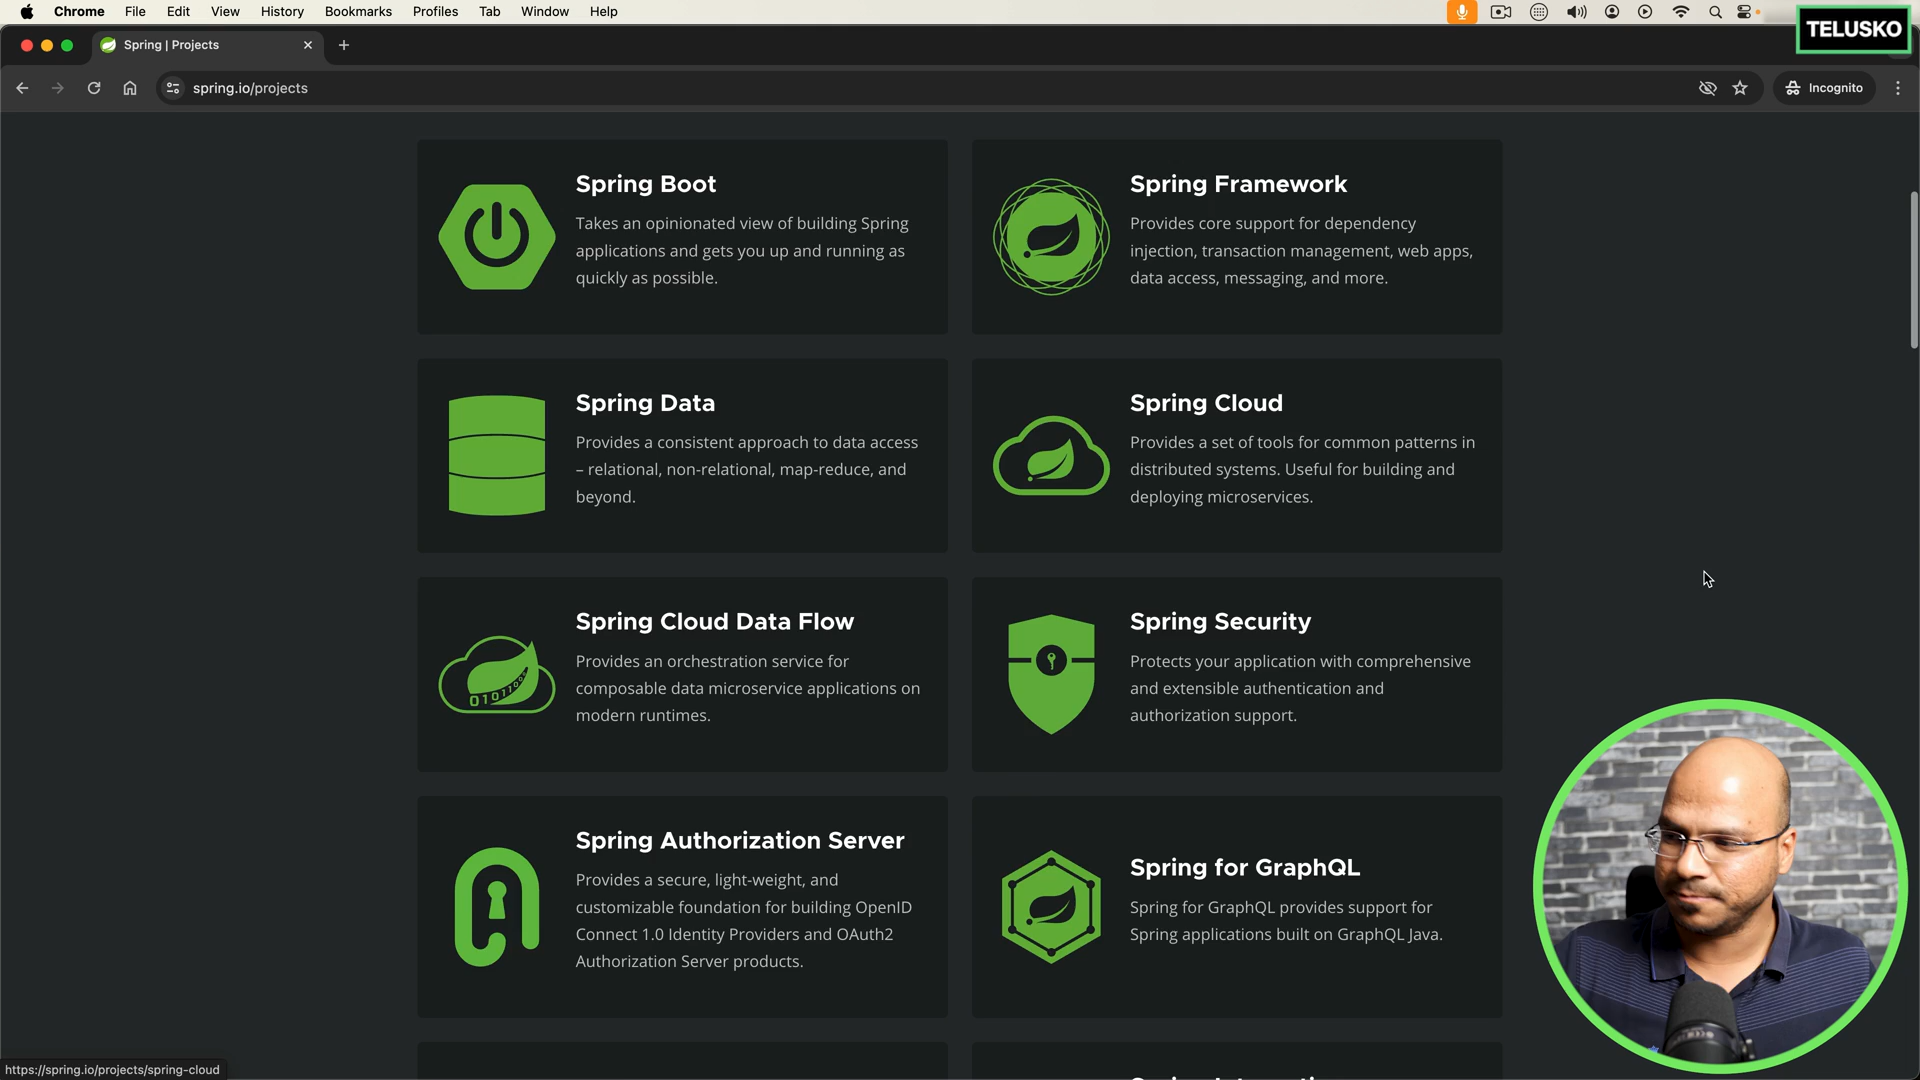 Chrome File Edit View History Bookmarks Profiles Tab Window Help
TELUSKO
Spring | Projects
spring.io/projects
Incognito
Spring Boot
Takes an opinionated view of building Spring
applications and gets you up and running as
quickly as possible.
Spring Framework
Provides core support for dependency
injection, transaction management, web apps,
data access, messaging, and more.
Spring Data
Provides a consistent approach to data access
– relational, non-relational, map-reduce, and
beyond.
Spring Cloud
Provides a set of tools for common patterns in
distributed systems. Useful for building and
deploying microservices.
Spring Cloud Data Flow
Provides an orchestration service for
composable data microservice applications on
modern runtimes.
Spring Security
Protects your application with comprehensive
and extensible authentication and
authorization support.
Spring Authorization Server
Provides a secure, light-weight, and
customizable foundation for building OpenID
Connect 1.0 Identity Providers and OAuth2
Authorization Server products.
Spring for GraphQL
Spring for GraphQL provides support for
Spring applications built on GraphQL Java.
https://spring.io/projects/spring-cloud